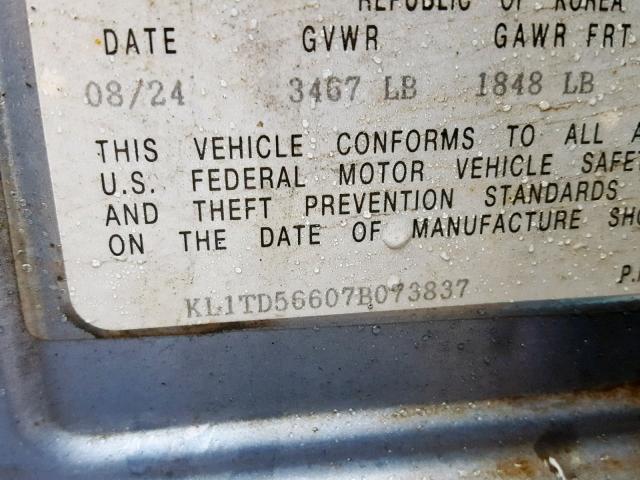 REPUBLIC OF KOREA
DATE GVWR GAWR FRT
08/24 3467 LB 1848 LB
THIS VEHICLE CONFORMS TO ALL A
U.S. FEDERAL MOTOR VEHICLE SAFE
AND THEFT PREVENTION STANDARDS
ON THE DATE OF MANUFACTURE SHO
P.
KL1TD56607B073837